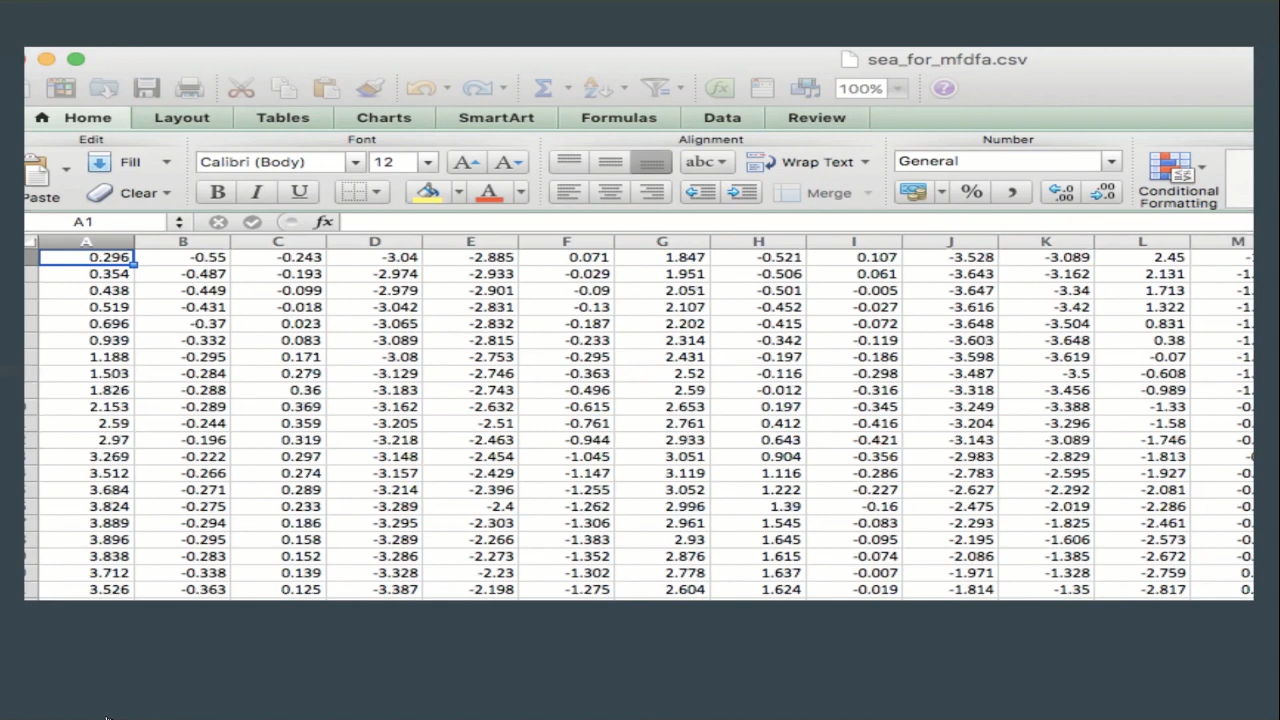 sea_for_mfdfa.csv
100%
Home Layout Tables Charts SmartArt Formulas Data Review
Edit Font Alignment Number
Fill Calibri (Body) 12 A A abc Wrap Text General
aste Clear B I U A Merge % , .0 .00 .00 .0 Conditional Formatting
A1 fx
A B C D E F G H I J K L M
0.296 -0.55 -0.243 -3.04 -2.885 0.071 1.847 -0.521 0.107 -3.528 -3.089 2.45
0.354 -0.487 -0.193 -2.974 -2.933 -0.029 1.951 -0.506 0.061 -3.643 -3.162 2.131 -1.
0.438 -0.449 -0.099 -2.979 -2.901 -0.09 2.051 -0.501 -0.005 -3.647 -3.34 1.713 -1.
0.519 -0.431 -0.018 -3.042 -2.831 -0.13 2.107 -0.452 -0.027 -3.616 -3.42 1.322 -1.
0.696 -0.37 0.023 -3.065 -2.832 -0.187 2.202 -0.415 -0.072 -3.648 -3.504 0.831 -1.
0.939 -0.332 0.083 -3.089 -2.815 -0.233 2.314 -0.342 -0.119 -3.603 -3.648 0.38 -1.
1.188 -0.295 0.171 -3.08 -2.753 -0.295 2.431 -0.197 -0.186 -3.598 -3.619 -0.07 -1.
1.503 -0.284 0.279 -3.129 -2.746 -0.363 2.52 -0.116 -0.298 -3.487 -3.5 -0.608 -1.
1.826 -0.288 0.36 -3.183 -2.743 -0.496 2.59 -0.012 -0.316 -3.318 -3.456 -0.989 -1.
2.153 -0.289 0.369 -3.162 -2.632 -0.615 2.653 0.197 -0.345 -3.249 -3.388 -1.33 -0.
2.59 -0.244 0.359 -3.205 -2.51 -0.761 2.761 0.412 -0.416 -3.204 -3.296 -1.58 -0.
2.97 -0.196 0.319 -3.218 -2.463 -0.944 2.933 0.643 -0.421 -3.143 -3.089 -1.746 -0.
3.269 -0.222 0.297 -3.148 -2.454 -1.045 3.051 0.904 -0.356 -2.983 -2.829 -1.813 -0
3.512 -0.266 0.274 -3.157 -2.429 -1.147 3.119 1.116 -0.286 -2.783 -2.595 -1.927 -0.
3.684 -0.271 0.289 -3.214 -2.396 -1.255 3.052 1.222 -0.227 -2.627 -2.292 -2.081 -0.
3.824 -0.275 0.233 -3.289 -2.4 -1.262 2.996 1.39 -0.16 -2.475 -2.019 -2.286 -0.
3.889 -0.294 0.186 -3.295 -2.303 -1.306 2.961 1.545 -0.083 -2.293 -1.825 -2.461 -0.
3.896 -0.295 0.158 -3.289 -2.266 -1.383 2.93 1.645 -0.095 -2.195 -1.606 -2.573 -0.
3.838 -0.283 0.152 -3.286 -2.273 -1.352 2.876 1.615 -0.074 -2.086 -1.385 -2.672 -0.
3.712 -0.338 0.139 -3.328 -2.23 -1.302 2.778 1.637 -0.007 -1.971 -1.328 -2.759 0.
3.526 -0.363 0.125 -3.387 -2.198 -1.275 2.604 1.624 -0.019 -1.814 -1.35 -2.817 0.